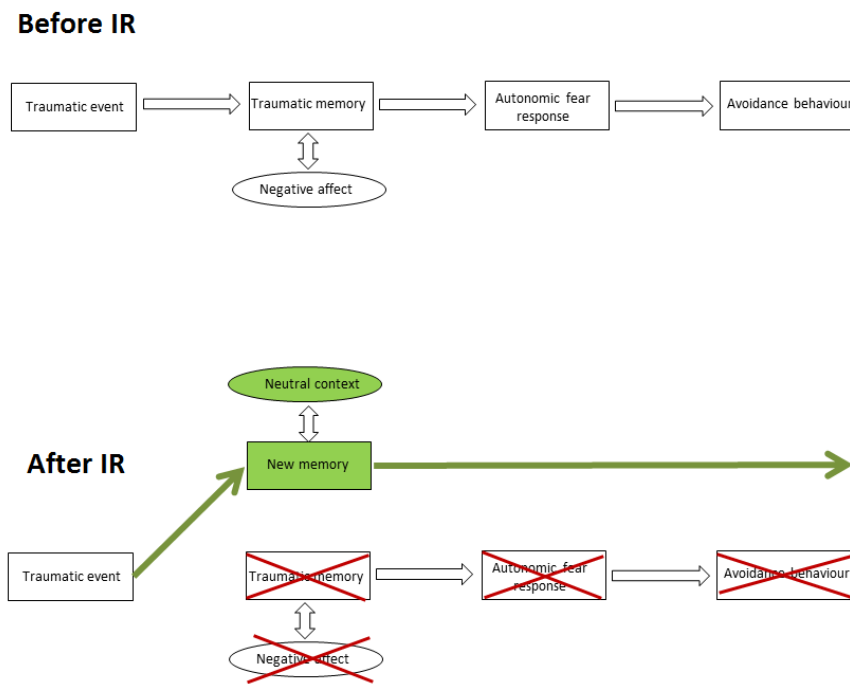 Before IR
Traumatic event
Traumatic memory
Autonomic fear
response
Avoidance behaviour
Negative affect
Neutral context
After IR
New memory
Traumatic event
Traumatic memory
Autonomic fear
response
Avoidance behaviour
Negative affect